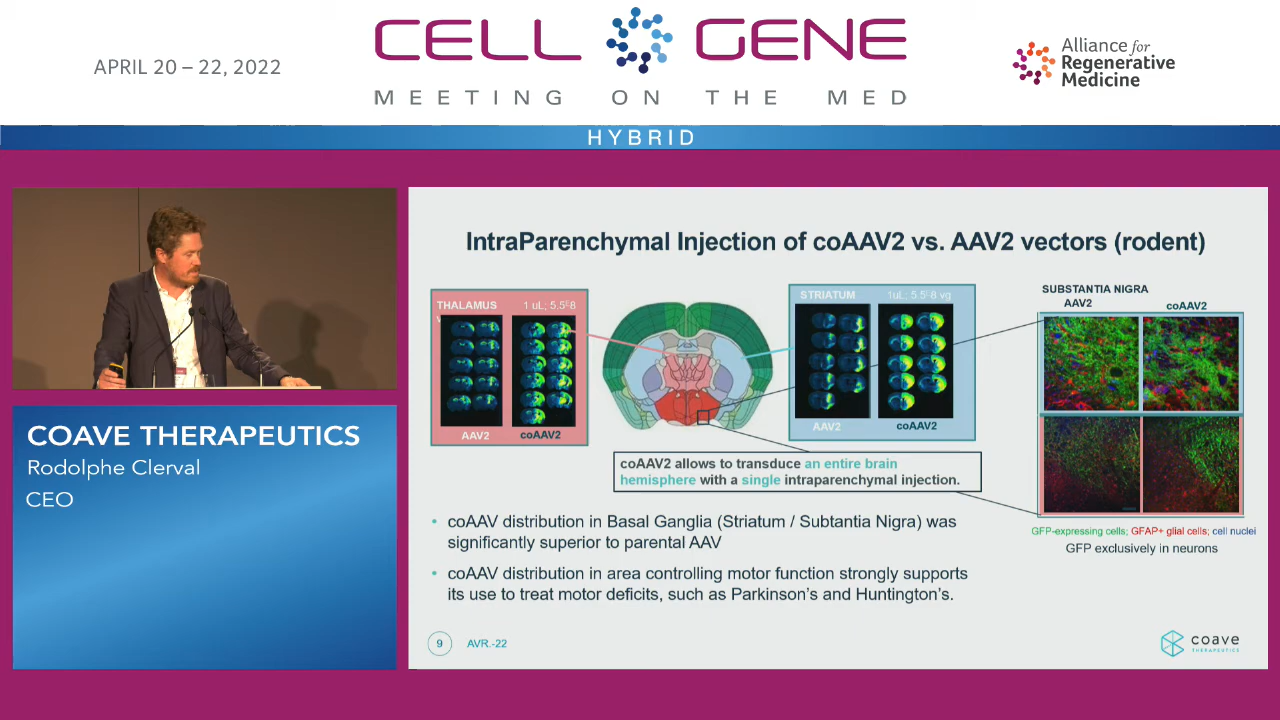 APRIL 20 – 22, 2022
CELL GENE
MEETING ON THE MED
Alliance for
Regenerative
Medicine
HYBRID
COAVE THERAPEUTICS
Rodolphe Clerval
CEO
IntraParenchymal Injection of coAAV2 vs. AAV2 vectors (rodent)
THALAMUS 1 uL; 5.5E8
AAV2 coAAV2
STRIATUM 1uL; 5.5E8 vg
AAV2 coAAV2
SUBSTANTIA NIGRA
AAV2 coAAV2
coAAV2 allows to transduce an entire brain
hemisphere with a single intraparenchymal injection.
GFP-expressing cells; GFAP+ glial cells; cell nuclei
GFP exclusively in neurons
• coAAV distribution in Basal Ganglia (Striatum / Subtantia Nigra) was
significantly superior to parental AAV
• coAAV distribution in area controlling motor function strongly supports
its use to treat motor deficits, such as Parkinson's and Huntington's.
9 AVR.-22
coave
THERAPEUTICS